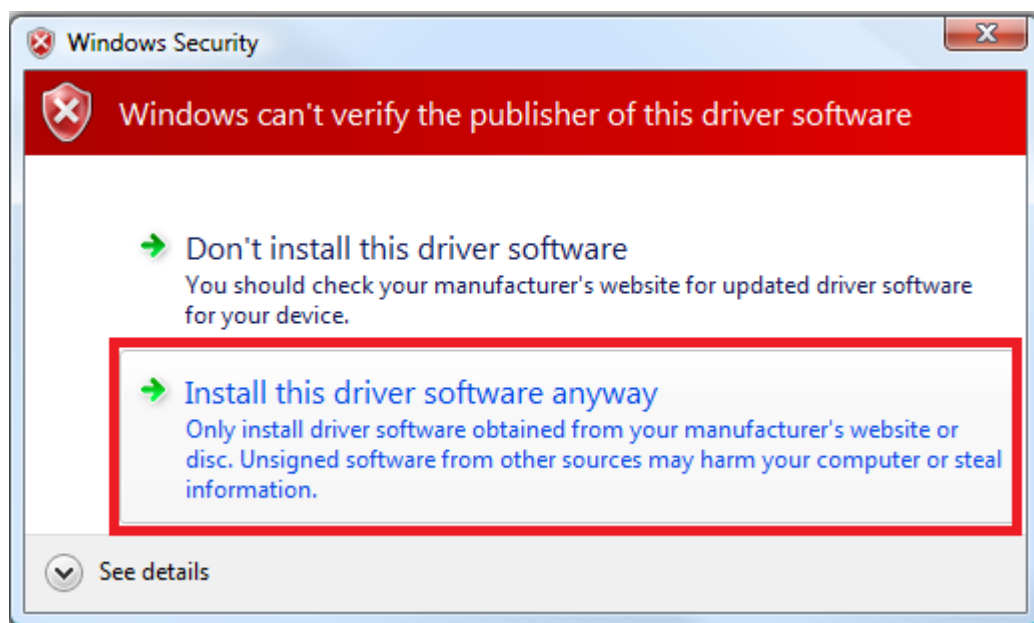 Windows Security
Windows can't verify the publisher of this driver software
Don't install this driver software
You should check your manufacturer's website for updated driver software
for your device.
Install this driver software anyway
Only install driver software obtained from your manufacturer's website or
disc. Unsigned software from other sources may harm your computer or steal
information.
See details